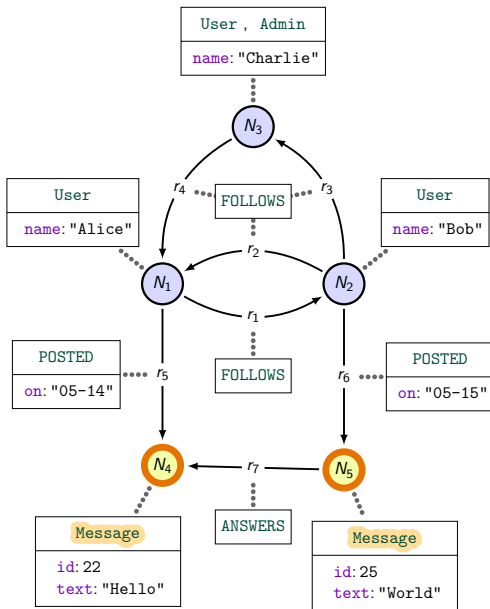 User , Admin
name: "Charlie"
N3
r4
r3
FOLLOWS
User
name: "Alice"
User
name: "Bob"
r2
N1
N2
r1
POSTED
on: "05-14"
r5
FOLLOWS
r6
POSTED
on: "05-15"
N4
r7
N5
ANSWERS
Message
id: 22
text: "Hello"
Message
id: 25
text: "World"